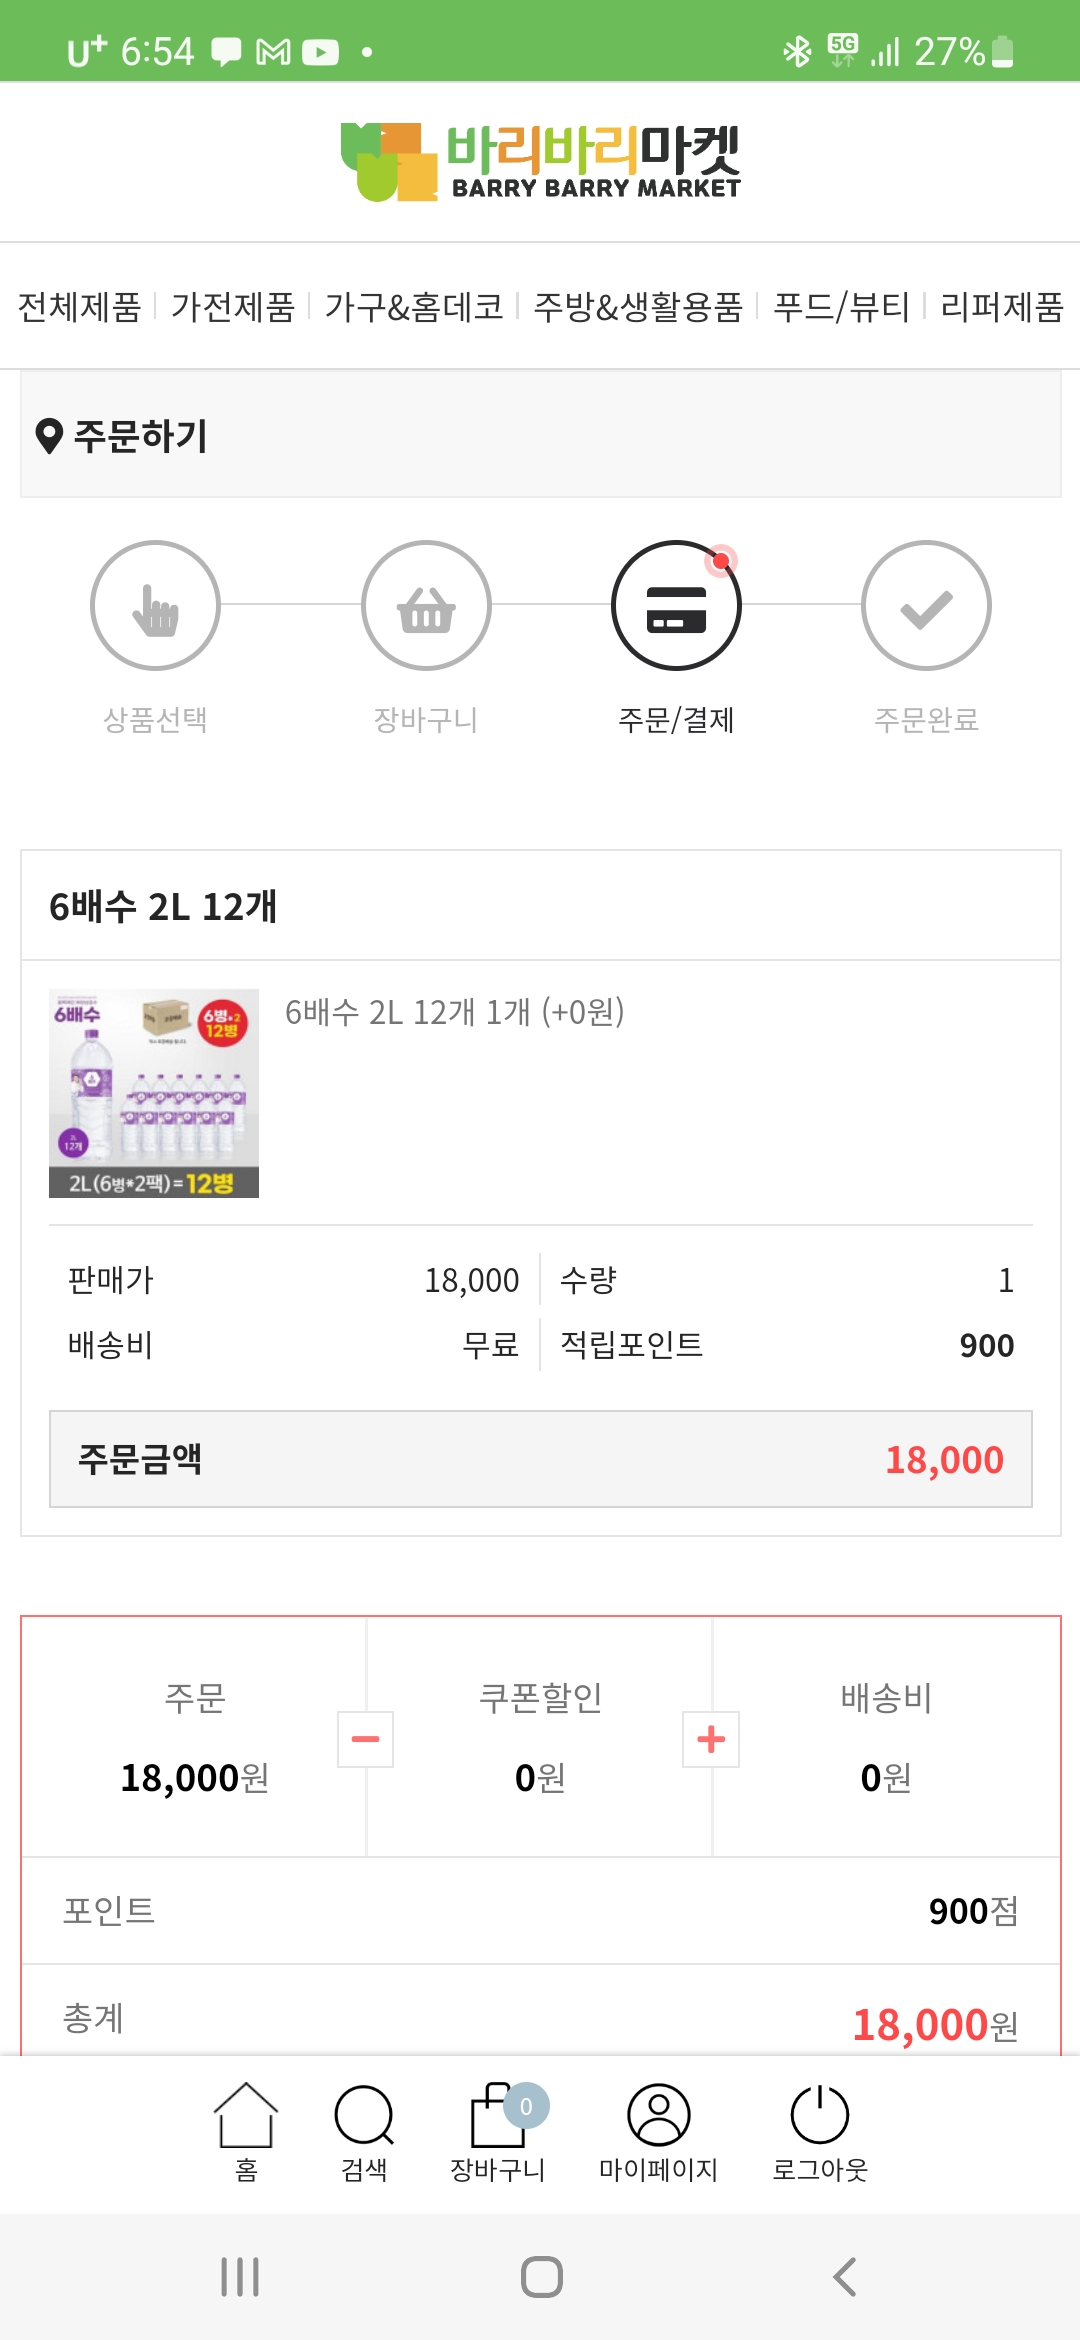 U+ 6:54 5G 27%
바리바리마켓
BARRY BARRY MARKET
전체제품 가전제품 가구&홈데코 주방&생활용품 푸드/뷰티 리퍼제품
주문하기
상품선택 장바구니 주문/결제 주문완료
6배수 2L 12개
6배수 2L 12개 1개 (+0원)
6배수
6병*2
12병
2L
12개
2L(6병*2팩)=12병
판매가 18,000 수량 1
배송비 무료 적립포인트 900
주문금액 18,000
주문 쿠폰할인 배송비
18,000원 0원 0원
포인트 900점
총계 18,000원
0
홈 검색 장바구니 마이페이지 로그아웃